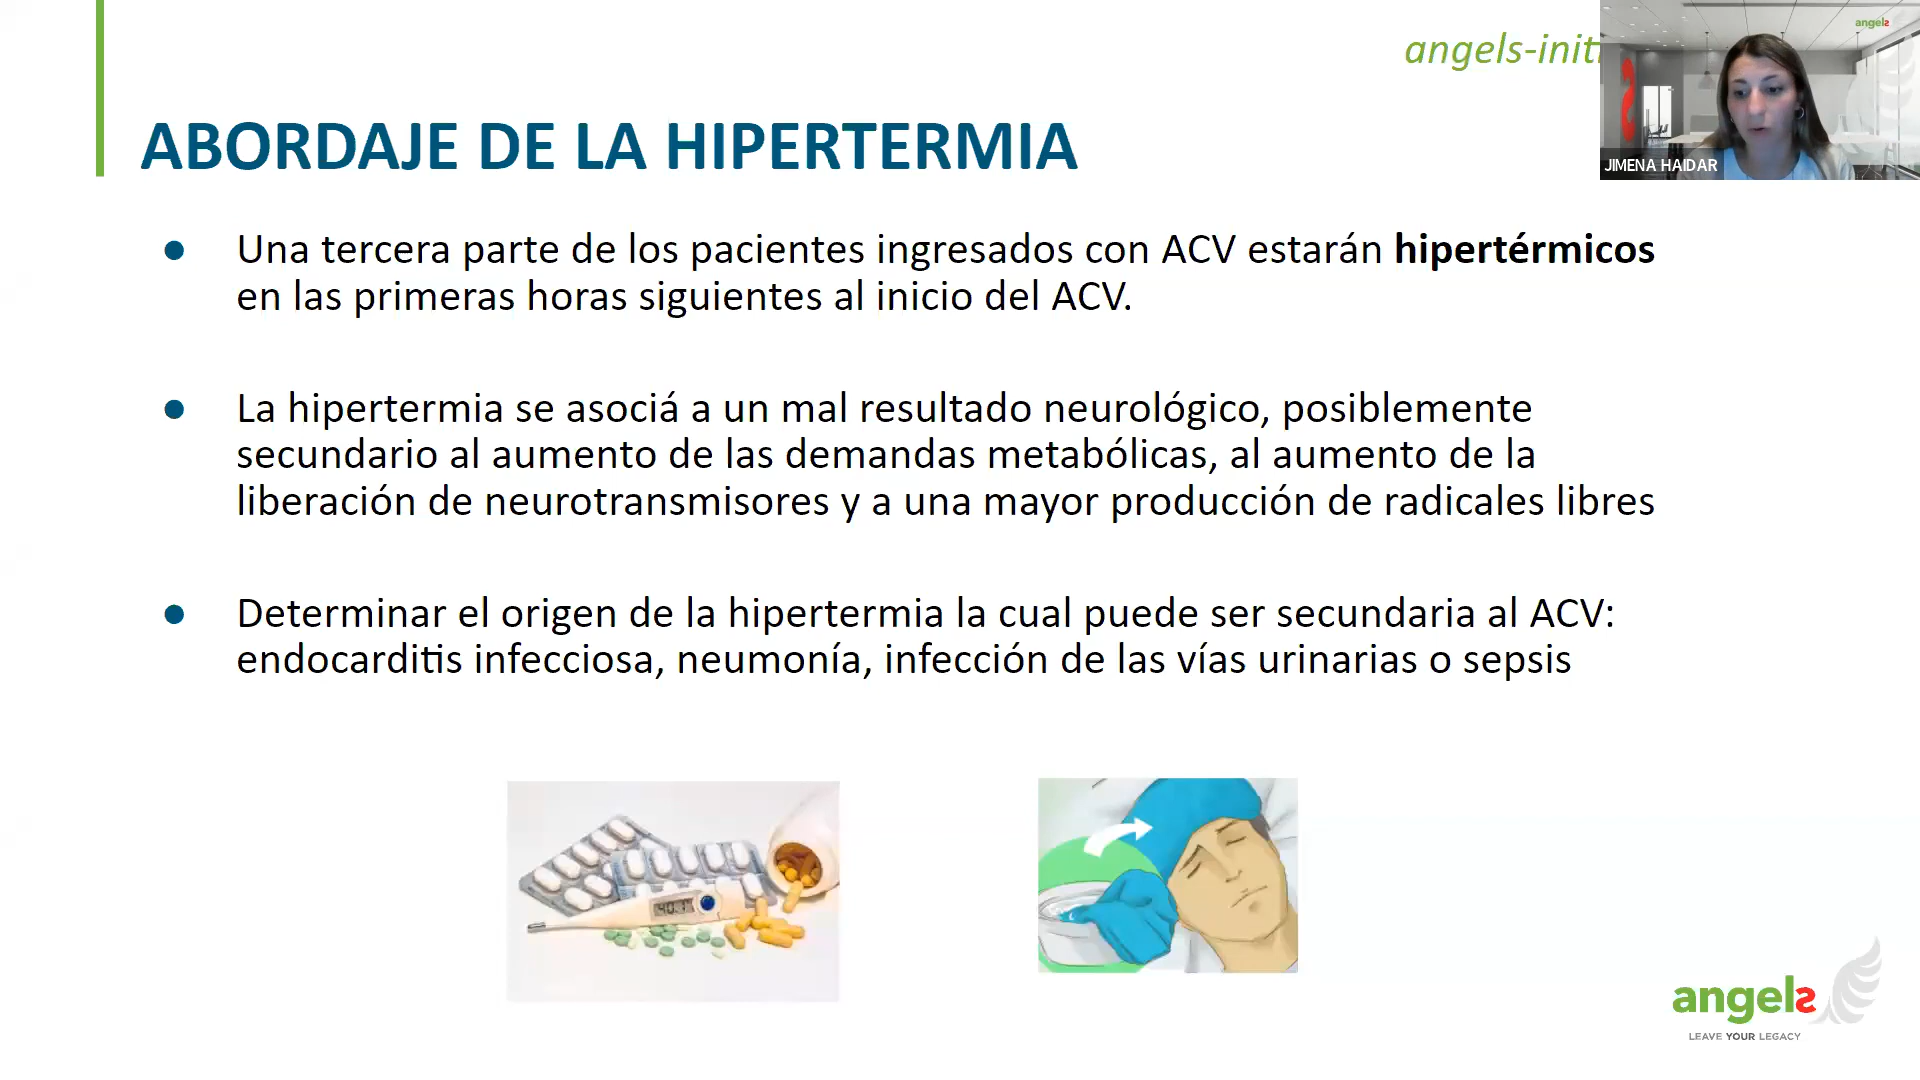 angels-initi
angels
JIMENA HAIDAR
ABORDAJE DE LA HIPERTERMIA
● Una tercera parte de los pacientes ingresados con ACV estarán hipertérmicos
en las primeras horas siguientes al inicio del ACV.
● La hipertermia se asociá a un mal resultado neurológico, posiblemente
secundario al aumento de las demandas metabólicas, al aumento de la
liberación de neurotransmisores y a una mayor producción de radicales libres
● Determinar el origen de la hipertermia la cual puede ser secundaria al ACV:
endocarditis infecciosa, neumonía, infección de las vías urinarias o sepsis
angels
LEAVE YOUR LEGACY